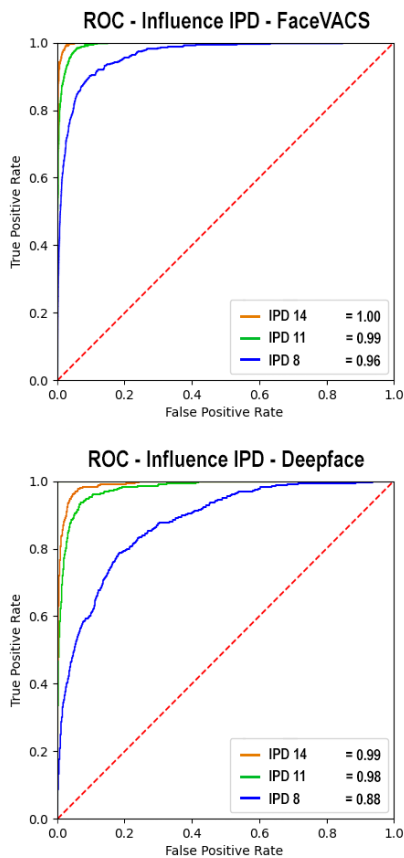 ROC - Influence IPD - FaceVACS
1.0
0.8
0.6
0.4
0.2
0.0
True Positive Rate
IPD 14 = 1.00
IPD 11 = 0.99
IPD 8 = 0.96
0.0 0.2 0.4 0.6 0.8 1.0
False Positive Rate
ROC - Influence IPD - Deepface
1.0
0.8
0.6
0.4
0.2
0.0
True Positive Rate
IPD 14 = 0.99
IPD 11 = 0.98
IPD 8 = 0.88
0.0 0.2 0.4 0.6 0.8 1.0
False Positive Rate